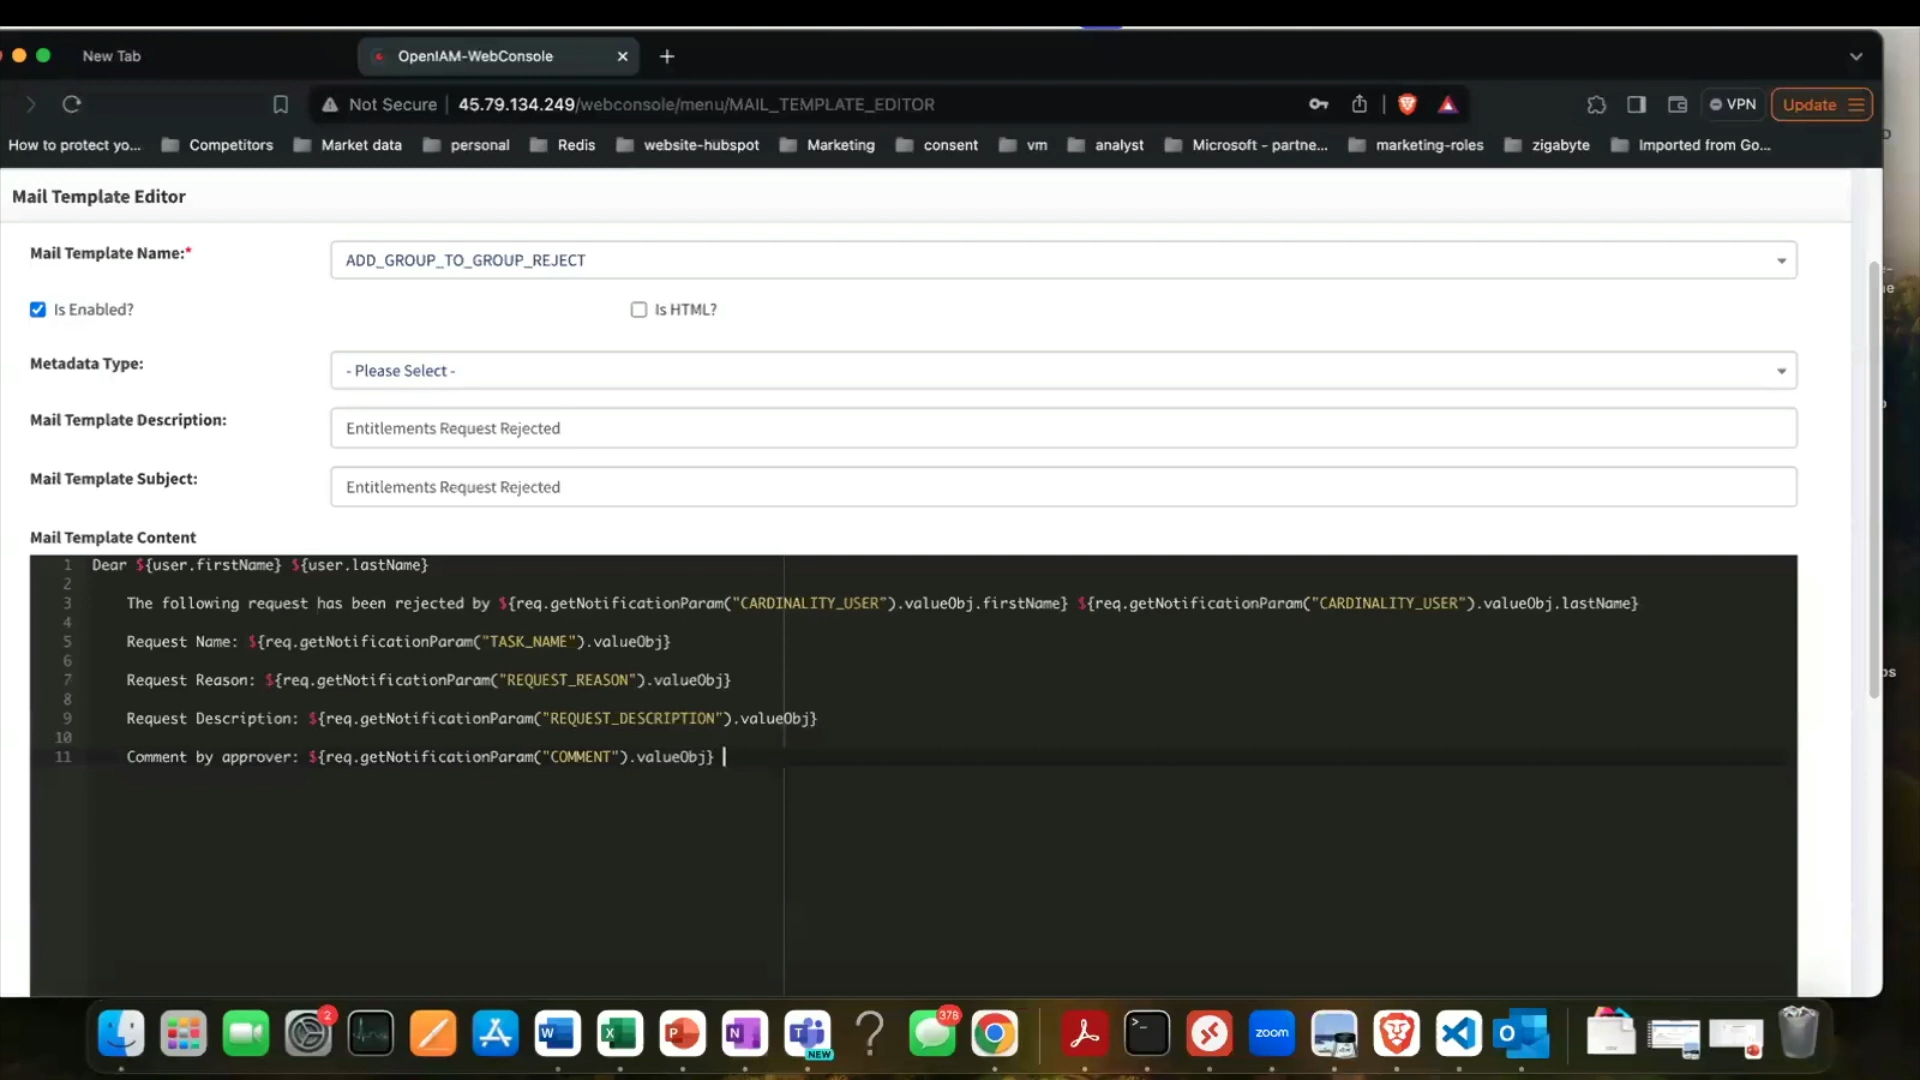 New Tab
OpenIAM-WebConsole
Not Secure 45.79.134.249/webconsole/menu/MAIL_TEMPLATE_EDITOR
VPN
Update
How to protect yo...
Competitors
Market data
personal
Redis
website-hubspot
Marketing
consent
vm
analyst
Microsoft - partne...
marketing-roles
zigabyte
Imported from Go...
Mail Template Editor
Mail Template Name:*
ADD_GROUP_TO_GROUP_REJECT
Is Enabled?
Is HTML?
Metadata Type:
- Please Select -
Mail Template Description:
Entitlements Request Rejected
Mail Template Subject:
Entitlements Request Rejected
Mail Template Content
1 Dear ${user.firstName} ${user.lastName}
2
3 The following request has been rejected by ${req.getNotificationParam("CARDINALITY_USER").valueObj.firstName} ${req.getNotificationParam("CARDINALITY_USER").valueObj.lastName}
4
5 Request Name: ${req.getNotificationParam("TASK_NAME").valueObj}
6
7 Request Reason: ${req.getNotificationParam("REQUEST_REASON").valueObj}
8
9 Request Description: ${req.getNotificationParam("REQUEST_DESCRIPTION").valueObj}
10
11 Comment by approver: ${req.getNotificationParam("COMMENT").valueObj}
2
W
X
P
N
T
NEW
?
378
zoom
O